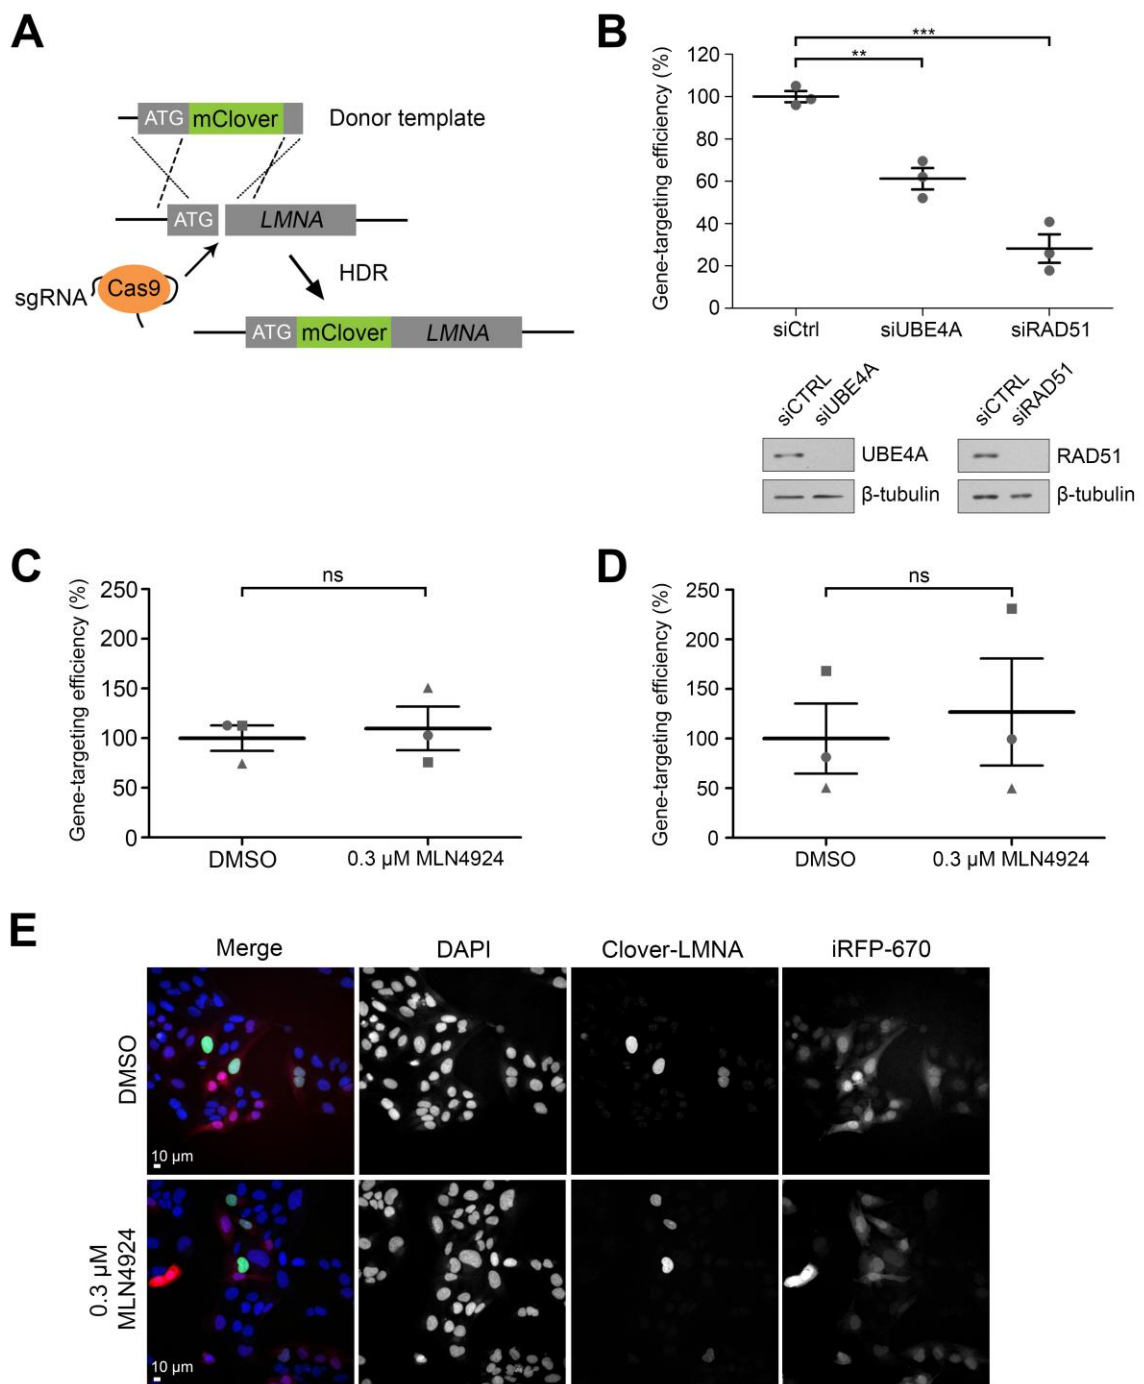 A
ATG mClover
Donor template
ATG
LMNA
sgRNA
Cas9
HDR
ATG mClover LMNA
B
Gene-targeting efficiency (%)
120
100
80
60
40
20
0
**
***
siCtrl
siUBE4A
siRAD51
siCTRL
siUBE4A
UBE4A
β-tubulin
siCTRL
siRAD51
RAD51
β-tubulin
C
Gene-targeting efficiency (%)
250
200
150
100
50
0
ns
DMSO
0.3 µM MLN4924
D
Gene-targeting efficiency (%)
250
200
150
100
50
0
ns
DMSO
0.3 µM MLN4924
E
Merge
DAPI
Clover-LMNA
iRFP-670
DMSO
10 µm
0.3 µM
MLN4924
10 µm